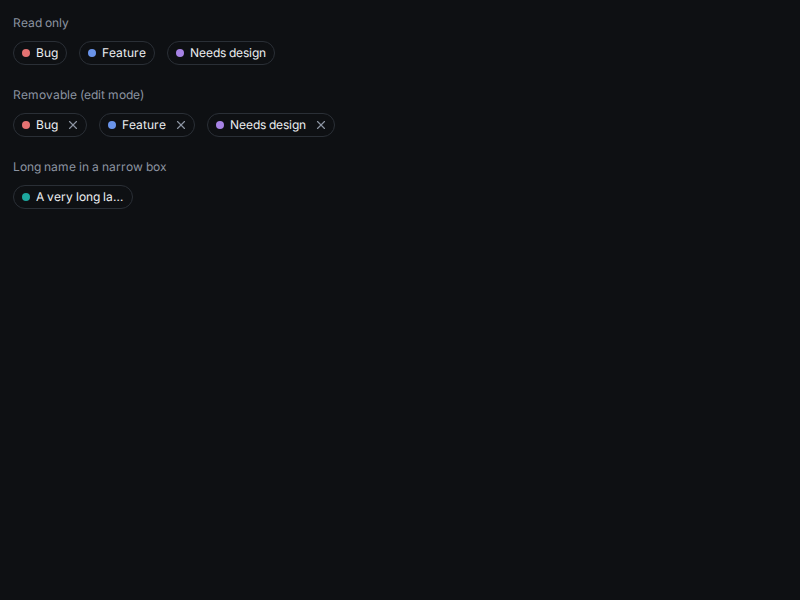 Read only
Bug Feature Needs design
Removable (edit mode)
Bug Feature Needs design
Long name in a narrow box
A very long la...